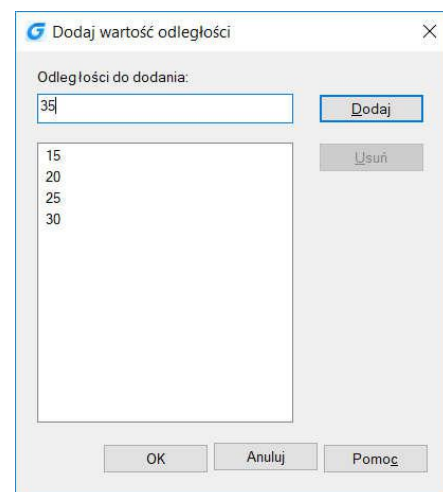 Dodaj wartość odległości
Odległości do dodania:
35
Dodaj
15
20
25
30
Usuń
OK
Anuluj
Pomoc